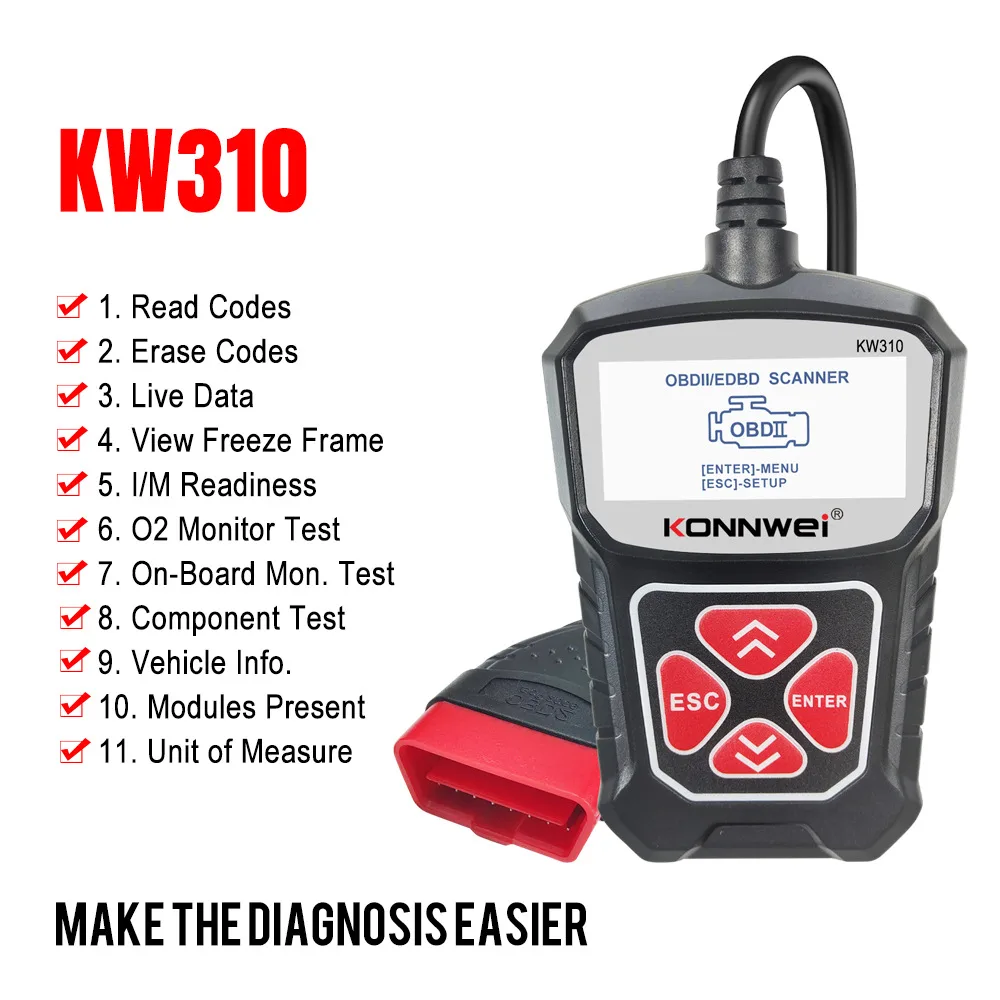 KW310
1. Read Codes
2. Erase Codes
3. Live Data
4. View Freeze Frame
5. I/M Readiness
6. O2 Monitor Test
7. On-Board Mon. Test
8. Component Test
9. Vehicle Info.
10. Modules Present
11. Unit of Measure
KW310
OBDII/EDBD SCANNER
OBDII
[ENTER]-MENU
[ESC]-SETUP
KONNWEI®
ESC
ENTER
MAKE THE DIAGNOSIS EASIER